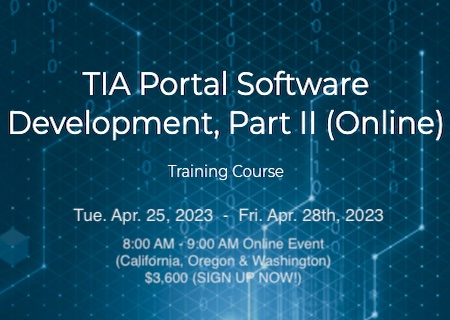 TIA Portal Software
Development, Part II (Online)
Training Course
Tue. Apr. 25, 2023 - Fri. Apr. 28th, 2023
8:00 AM - 9:00 AM Online Event
(California, Oregon & Washington)
$3,600 (SIGN UP NOW!)